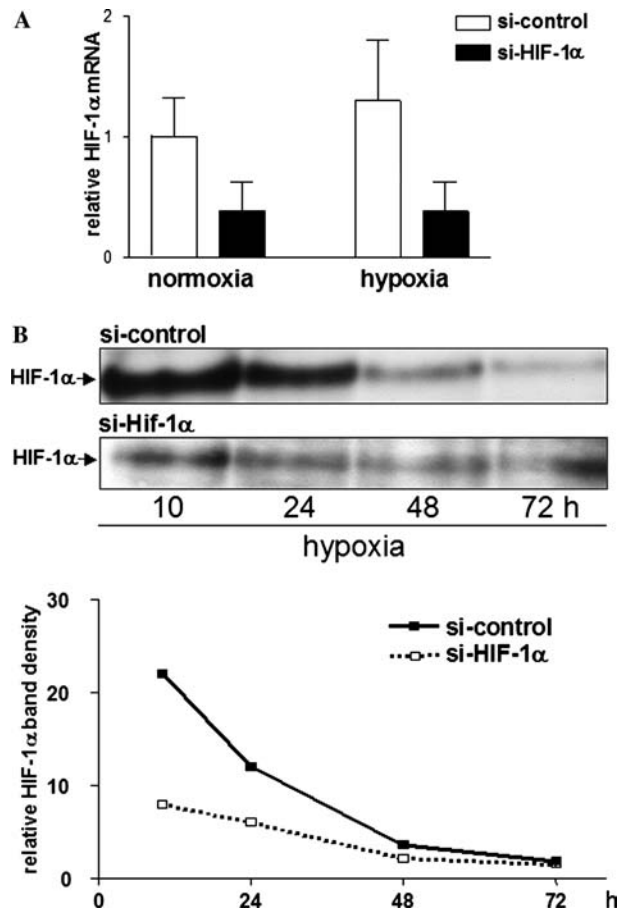 A
2
1
0
relative HIF-1α mRNA
si-control
si-HIF-1α
normoxia
hypoxia
B
si-control
HIF-1α
si-Hif-1α
HIF-1α
10 24 48 72 h
hypoxia
30
20
10
0
relative HIF-1α band density
si-control
si-HIF-1α
0 24 48 72 h